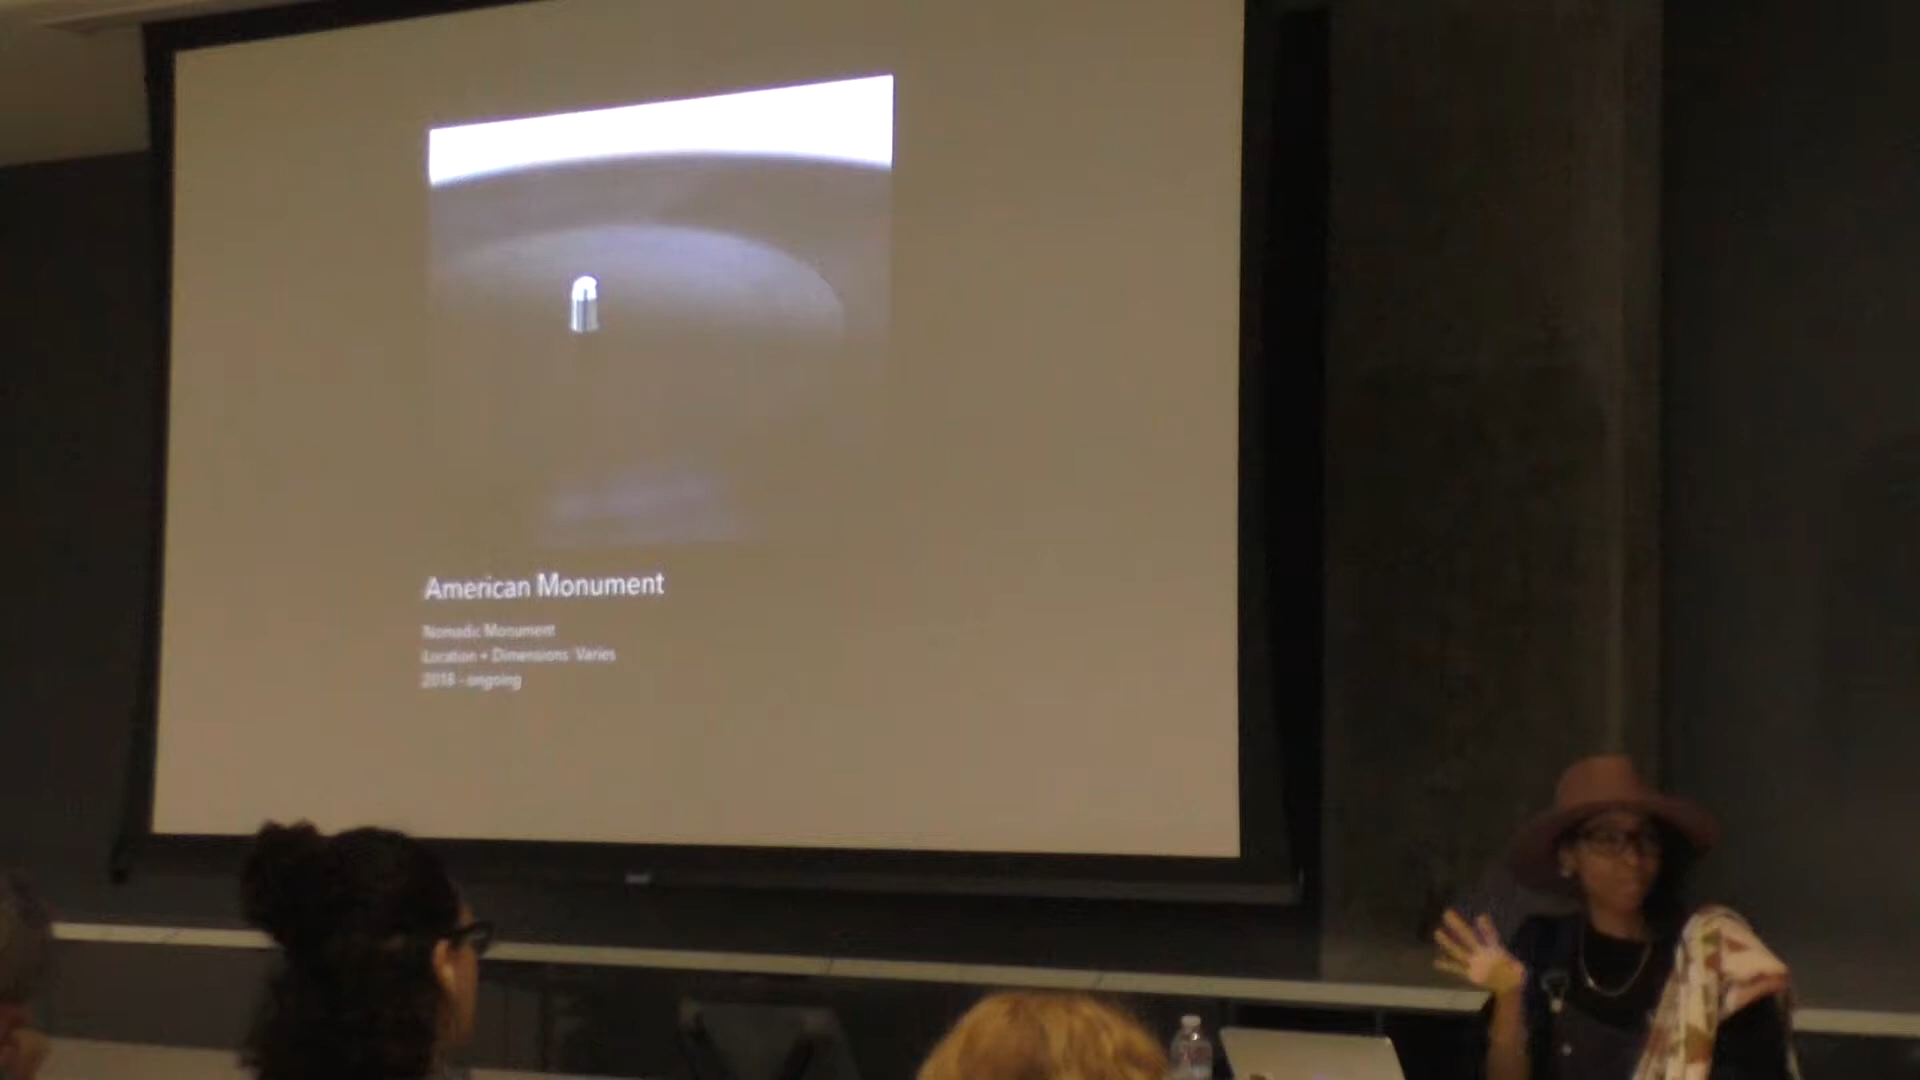 American Monument
Nomadic Monument
Location + Dimensions: Varies
2018 - ongoing